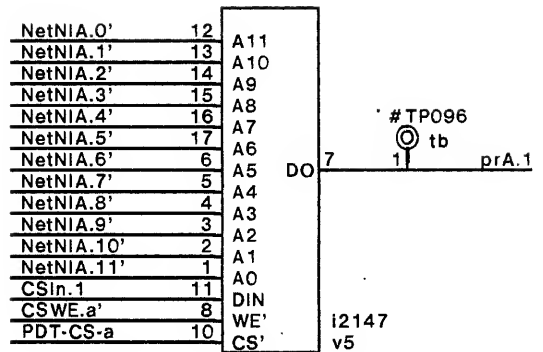 NetNIA.0' 12 A11
NetNIA.1' 13 A10
NetNIA.2' 14 A9
NetNIA.3' 15 A8
NetNIA.4' 16 A7
NetNIA.5' 17 A6
NetNIA.6' 6 A5
NetNIA.7' 5 A4
NetNIA.8' 4 A3
NetNIA.9' 3 A2
NetNIA.10' 2 A1
NetNIA.11' 1 A0
CSIn.1 11 DIN
CSWE.a' 8 WE'
PDT-CS-a 10 CS'
#TP096
tb
DO 7 1 prA.1
i2147
v5